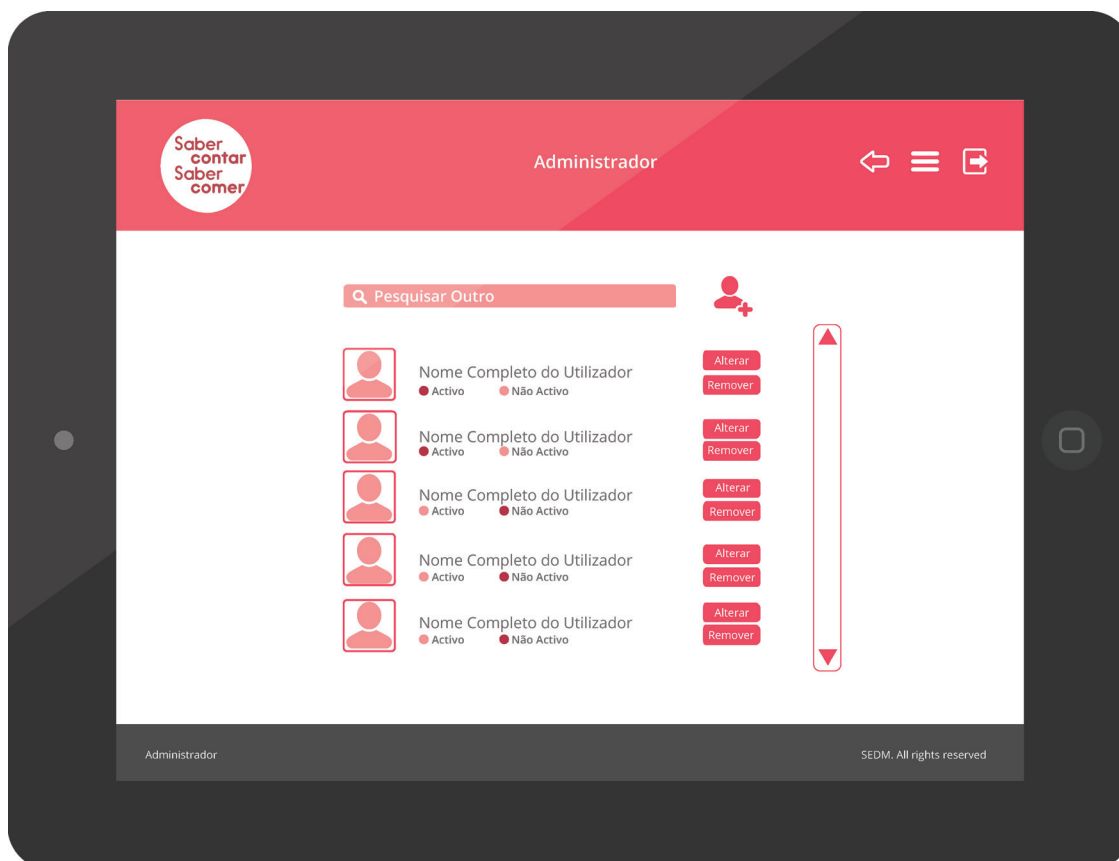 Saber
contar
Saber
comer
Administrador
Pesquisar Outro
Nome Completo do Utilizador
Activo Não Activo
Alterar
Remover
Nome Completo do Utilizador
Activo Não Activo
Alterar
Remover
Nome Completo do Utilizador
Activo Não Activo
Alterar
Remover
Nome Completo do Utilizador
Activo Não Activo
Alterar
Remover
Nome Completo do Utilizador
Activo Não Activo
Alterar
Remover
Administrador
SEDM. All rights reserved